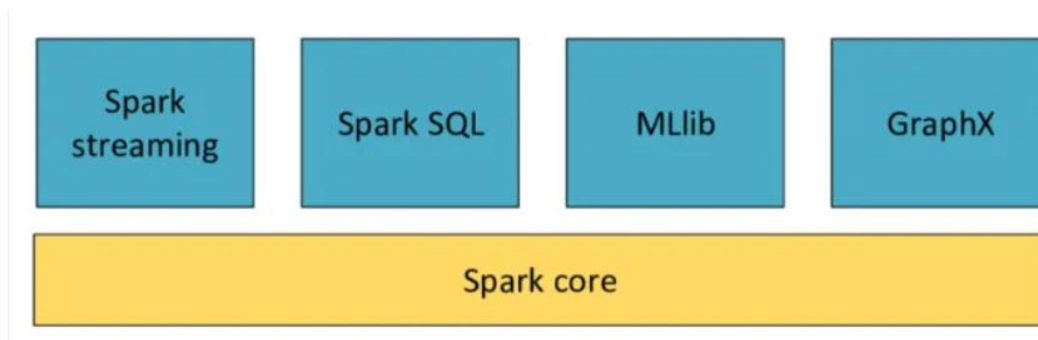 Spark
streaming
Spark SQL
MLlib
GraphX
Spark core